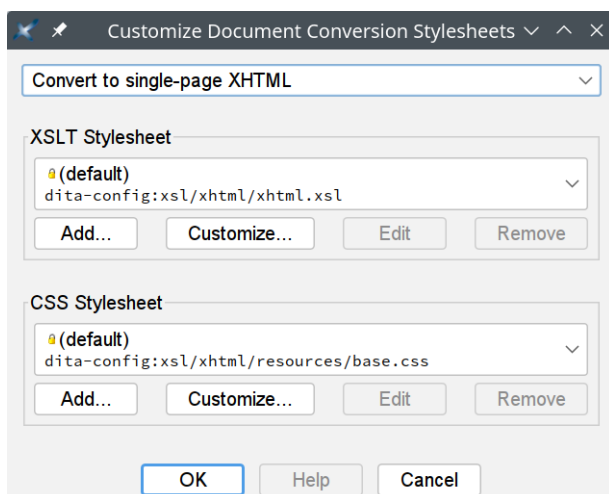 Customize Document Conversion Stylesheets
Convert to single-page XHTML
XSLT Stylesheet
(default)
dita-config:xsl/xhtml/xhtml.xsl
Add... Customize... Edit Remove
CSS Stylesheet
(default)
dita-config:xsl/xhtml/resources/base.css
Add... Customize... Edit Remove
OK Help Cancel